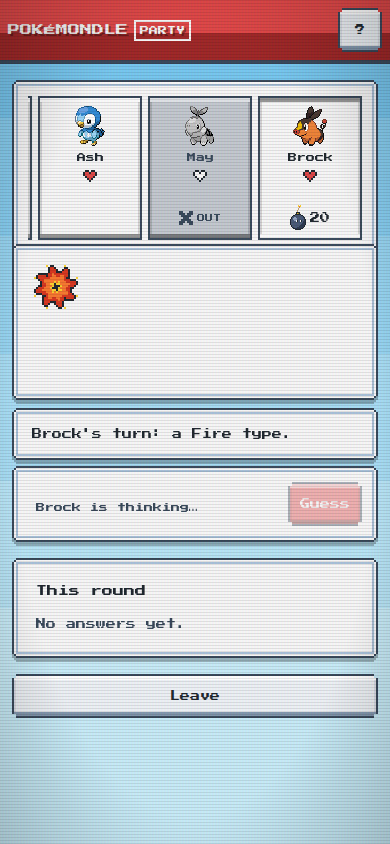 POKéMONDLE PARTY
?
Ash
May
Brock
OUT
20
Brock's turn: a Fire type.
Brock is thinking…
Guess
This round
No answers yet.
Leave